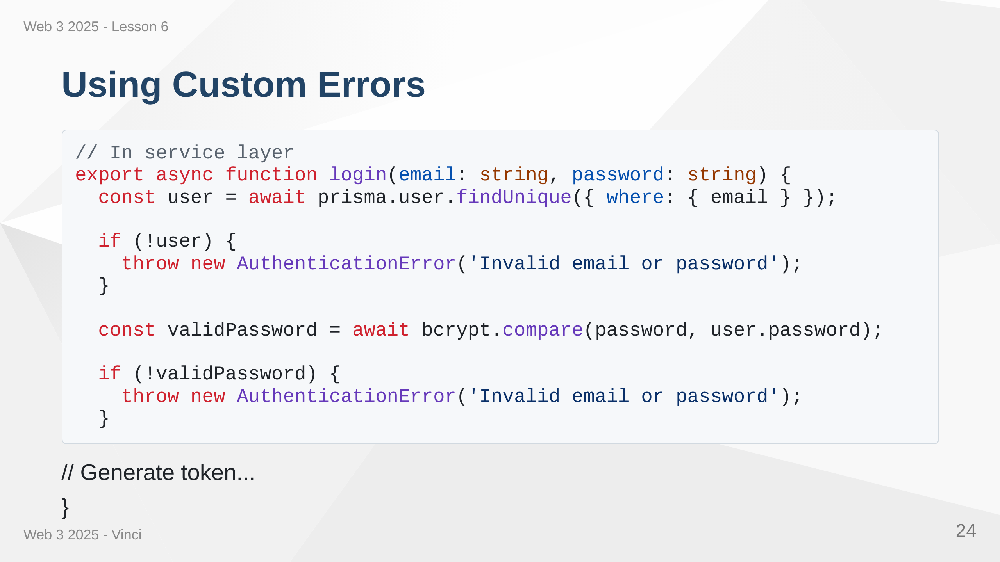 Web 3 2025 - Lesson 6
Using Custom Errors
// In service layer
export async function login(email: string, password: string) {
  const user = await prisma.user.findUnique({ where: { email } });
  if (!user) {
    throw new AuthenticationError('Invalid email or password');
  }
  const validPassword = await bcrypt.compare(password, user.password);
  if (!validPassword) {
    throw new AuthenticationError('Invalid email or password');
  }
// Generate token...
}
Web 3 2025 - Vinci
24